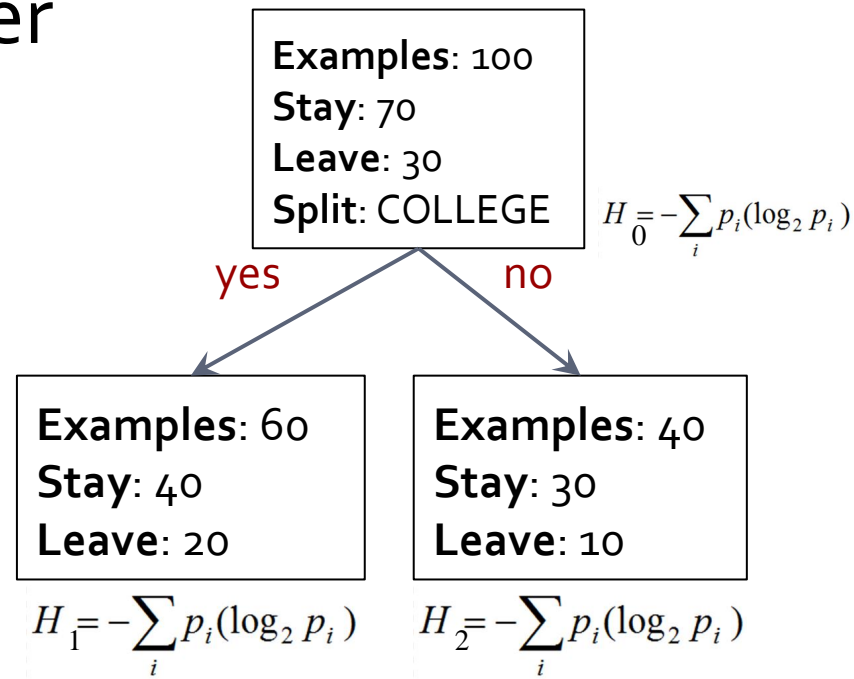 er
Examples: 100
Stay: 70
Leave: 30
Split: COLLEGE
H₀ = −∑ᵢ pᵢ(log₂ pᵢ)
yes
no
Examples: 60
Stay: 40
Leave: 20
H₁ = −∑ᵢ pᵢ(log₂ pᵢ)
Examples: 40
Stay: 30
Leave: 10
H₂ = −∑ᵢ pᵢ(log₂ pᵢ)